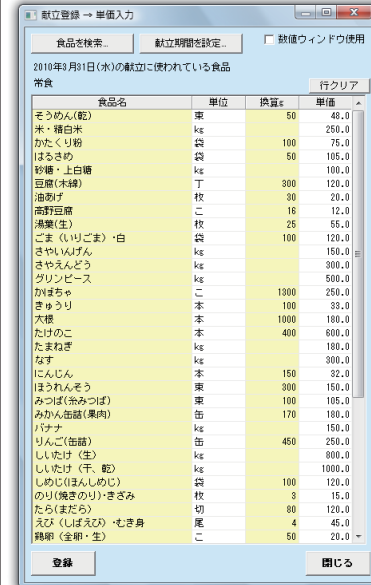 献立登録 → 単価入力
食品を検索... 献立期間を設定... 数値ウィンドウ使用
2010年3月31日(水)の献立に使われている食品
常食 行クリア
食品名 単位 換算g 単価
そうめん(乾) 束 50 48.0
米・精白米 kg 250.0
かたくり粉 袋 100 75.0
はるさめ 袋 50 105.0
砂糖・上白糖 kg 100.0
豆腐(木綿) 丁 300 120.0
油あげ 枚 30 20.0
高野豆腐 こ 16 12.0
湯葉(生) 枚 25 55.0
ごま（いりごま）・白 袋 100 120.0
さやいんげん kg 150.0
さやえんどう kg 300.0
グリンピース kg 500.0
かぼちゃ こ 1300 250.0
きゅうり 本 100 33.0
大根 本 1000 180.0
たけのこ 本 400 600.0
たまねぎ kg 180.0
なす kg 300.0
にんじん 本 150 32.0
ほうれんそう 束 300 150.0
みつば(糸みつば) 束 100 105.0
みかん缶詰(果肉) 缶 170 180.0
バナナ kg 150.0
りんご(缶詰) 缶 450 250.0
しいたけ（生） kg 800.0
しいたけ（干、乾） kg 1000.0
しめじ(ほんしめじ) 袋 100 120.0
のり(焼きのり)・きざみ 枚 3 15.0
たら(まだら) 切 80 120.0
えび（しばえび）・むき身 尾 4 45.0
鶏卵（全卵・生） こ 50 20.0
登録 閉じる